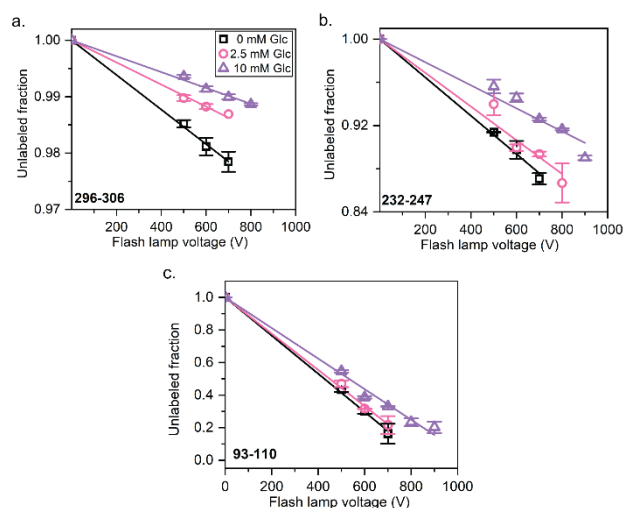 a.
1.00
0.99
0.98
0.97
Unlabeled fraction
0 mM Glc
2.5 mM Glc
10 mM Glc
296-306
0 200 400 600 800 1000
Flash lamp voltage (V)
b.
1.00
0.92
0.84
Unlabeled fraction
232-247
0 200 400 600 800 1000
Flash lamp voltage (V)
c.
1.0
0.8
0.6
0.4
0.2
0.0
Unlabeled fraction
93-110
0 200 400 600 800 1000
Flash lamp voltage (V)